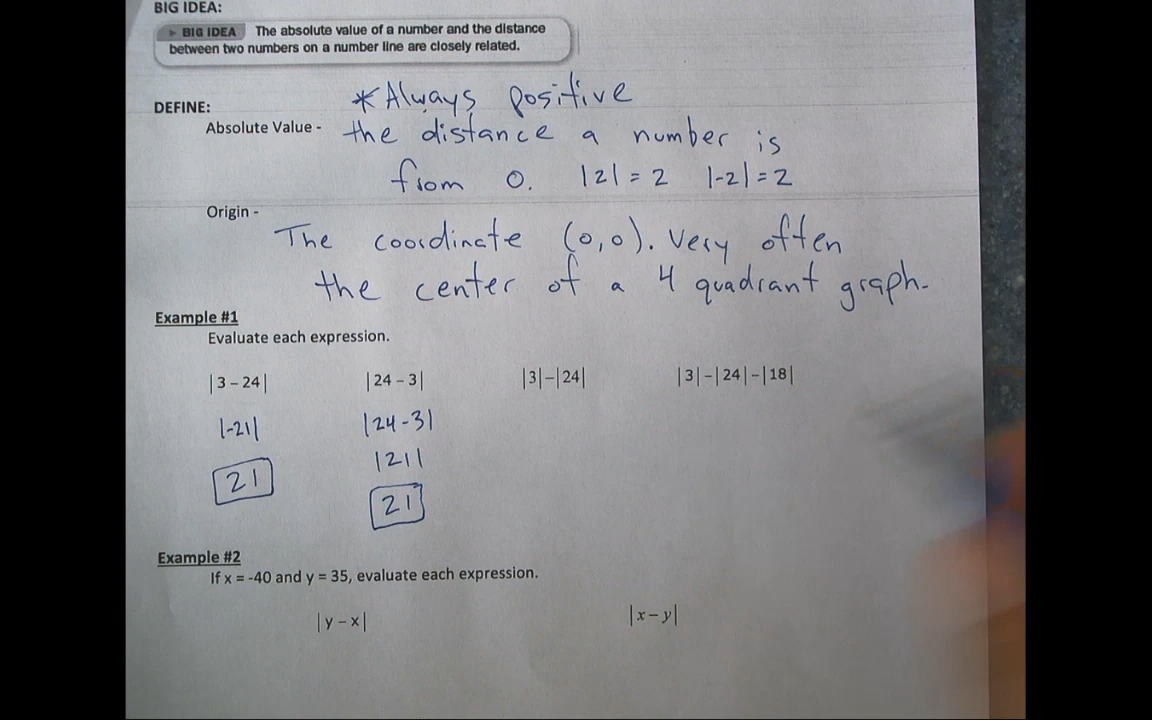 BIG IDEA:
▶ BIG IDEA The absolute value of a number and the distance
between two numbers on a number line are closely related.
*Always positive
DEFINE:
Absolute Value - the distance a number is
from 0. |2| = 2 |-2| = 2
Origin -
The coordinate (0,0). Very often
the center of a 4 quadrant graph.
Example #1
Evaluate each expression.
|3 – 24| |24 – 3| |3|–|24| |3|–|24|–|18|
|-21| |24-3|
|21|
21 21
Example #2
If x = -40 and y = 35, evaluate each expression.
|y – x| |x – y|